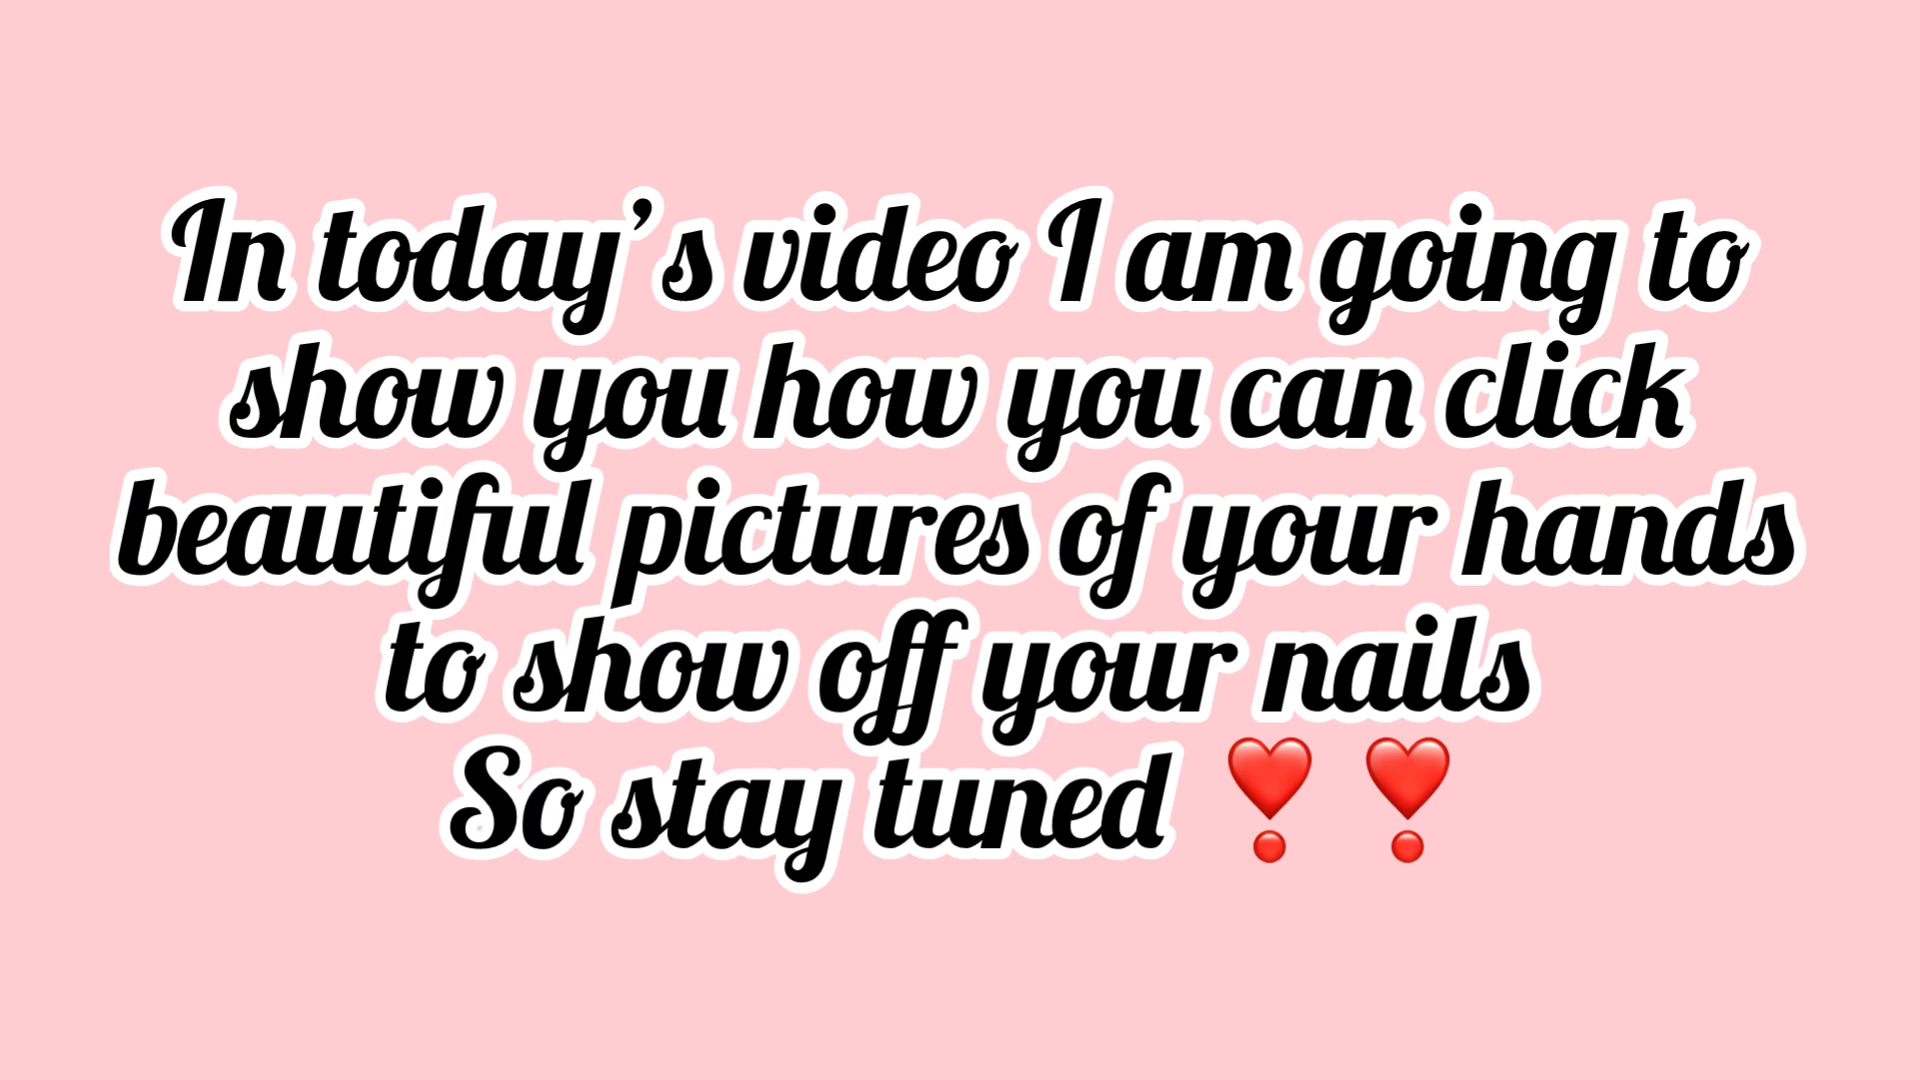 In today’s video I am going to
show you how you can click
beautiful pictures of your hands
to show off your nails
So stay tuned ❣️ ❣️